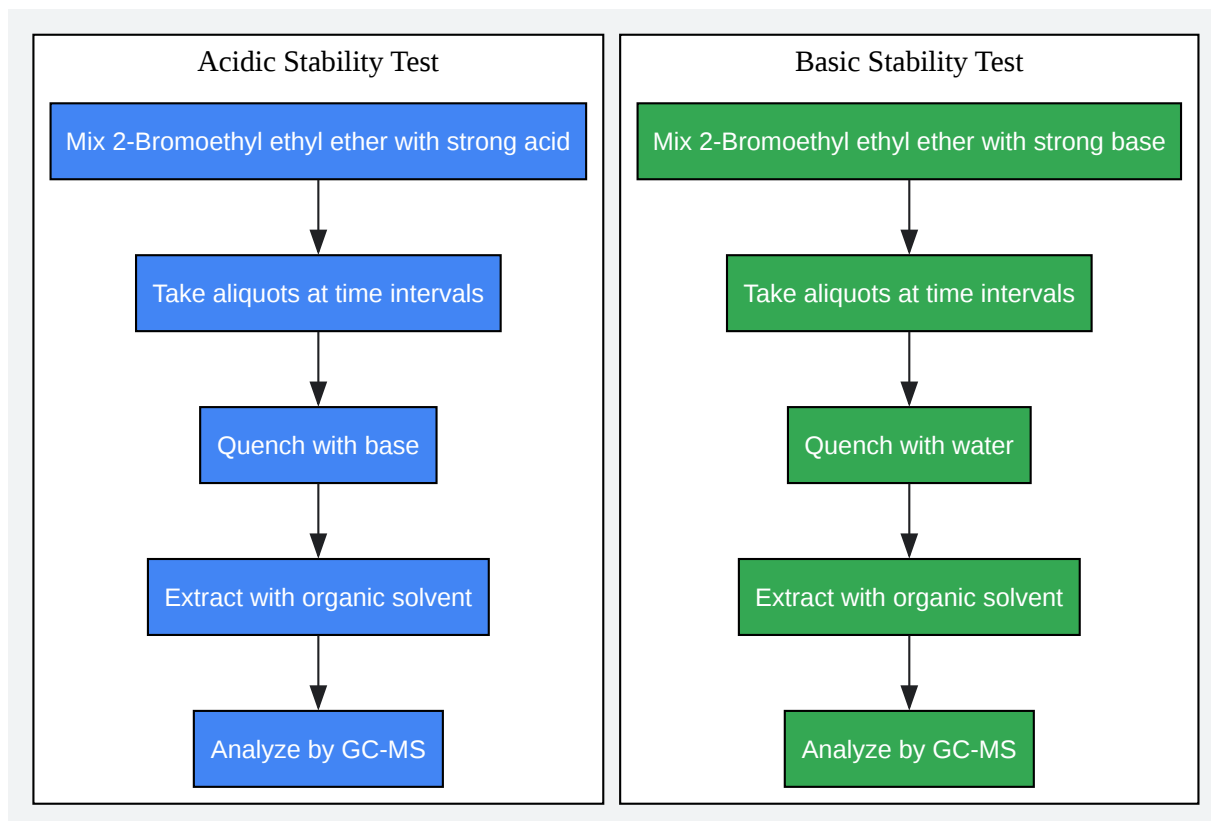 Acidic Stability Test
Mix 2-Bromoethyl ethyl ether with strong acid
Take aliquots at time intervals
Quench with base
Extract with organic solvent
Analyze by GC-MS
Basic Stability Test
Mix 2-Bromoethyl ethyl ether with strong base
Take aliquots at time intervals
Quench with water
Extract with organic solvent
Analyze by GC-MS